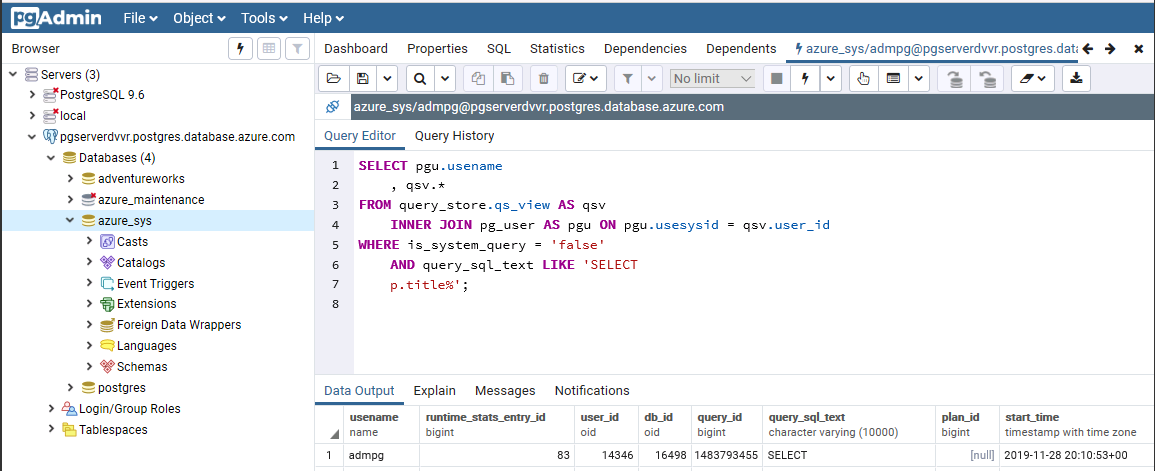 pgAdmin File Object Tools Help
Browser
Dashboard Properties SQL Statistics Dependencies Dependents azure_sys/admpg@pgserverdvvr.postgres.data
Servers (3)
PostgreSQL 9.6
local
pgserverdvvr.postgres.database.azure.com
Databases (4)
adventureworks
azure_maintenance
azure_sys
Casts
Catalogs
Event Triggers
Extensions
Foreign Data Wrappers
Languages
Schemas
postgres
Login/Group Roles
Tablespaces
No limit
azure_sys/admpg@pgserverdvvr.postgres.database.azure.com
Query Editor Query History
1 SELECT pgu.usename
2 , qsv.*
3 FROM query_store.qs_view AS qsv
4 INNER JOIN pg_user AS pgu ON pgu.usesysid = qsv.user_id
5 WHERE is_system_query = 'false'
6 AND query_sql_text LIKE 'SELECT
7 p.title%';
8
Data Output Explain Messages Notifications
usename runtime_stats_entry_id user_id db_id query_id query_sql_text plan_id start_time
name bigint oid oid bigint character varying (10000) bigint timestamp with time zone
1 admpg 83 14346 16498 1483793455 SELECT [null] 2019-11-28 20:10:53+00